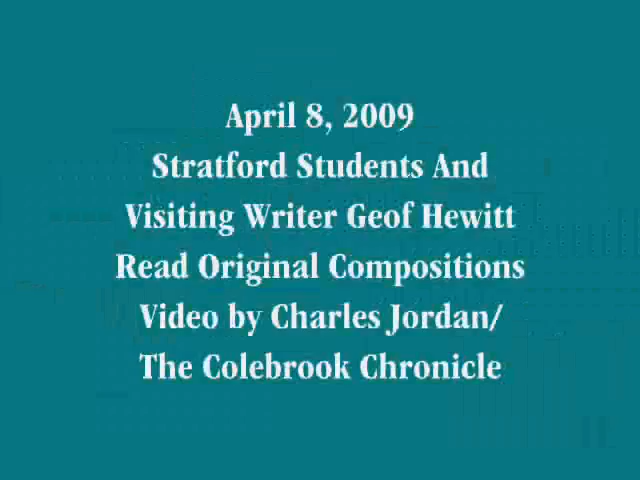 April 8, 2009
Stratford Students And
Visiting Writer Geof Hewitt
Read Original Compositions
Video by Charles Jordan/
The Colebrook Chronicle